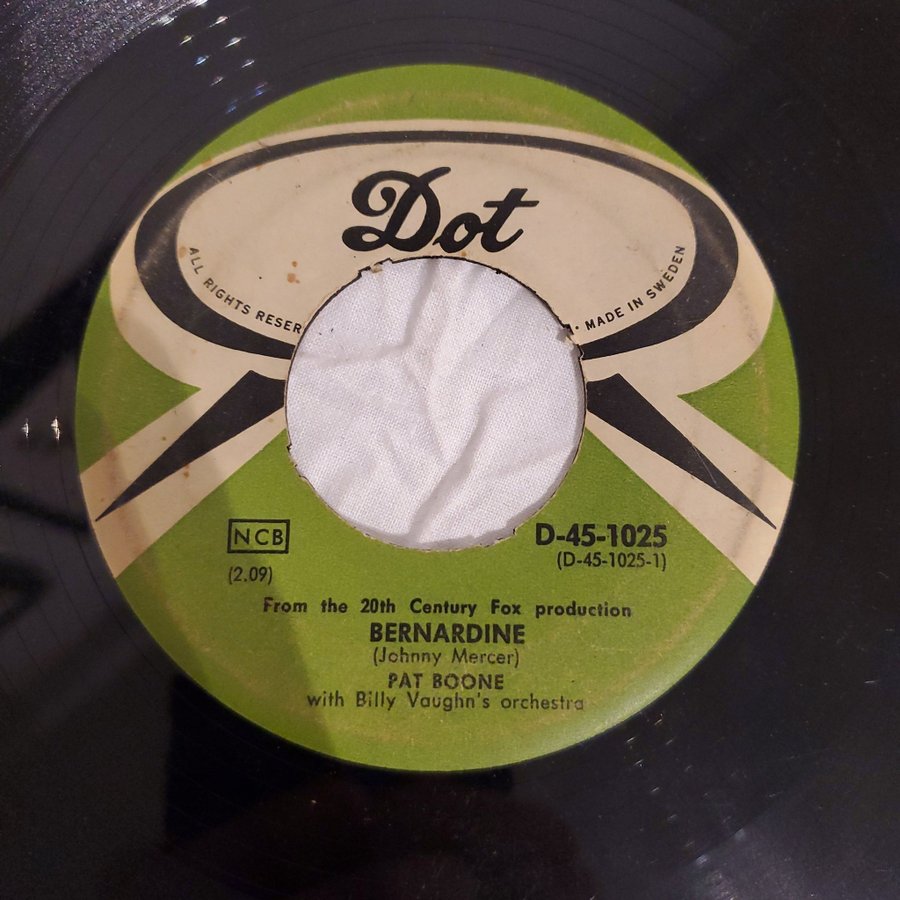 Dot
ALL RIGHTS RESER
• MADE IN SWEDEN
NCB
(2.09)
D-45-1025
(D-45-1025-1)
From the 20th Century Fox production
BERNARDINE
(Johnny Mercer)
PAT BOONE
with Billy Vaughn's orchestra